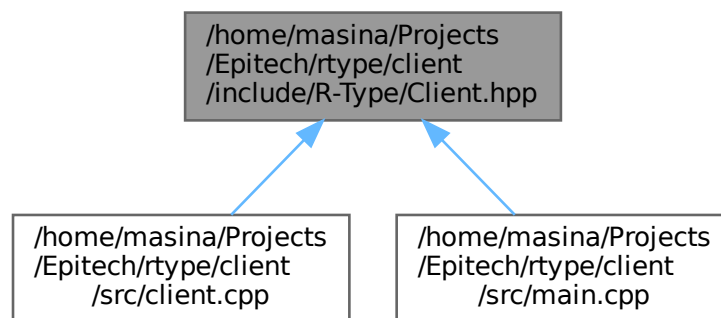 /home/masina/Projects
/Epitech/rtype/client
/include/R-Type/Client.hpp
/home/masina/Projects
/Epitech/rtype/client
/src/client.cpp
/home/masina/Projects
/Epitech/rtype/client
/src/main.cpp